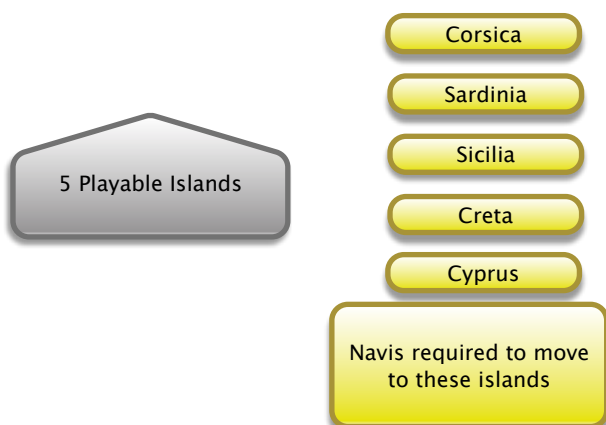 5 Playable Islands
Corsica
Sardinia
Sicilia
Creta
Cyprus
Navis required to move
to these islands